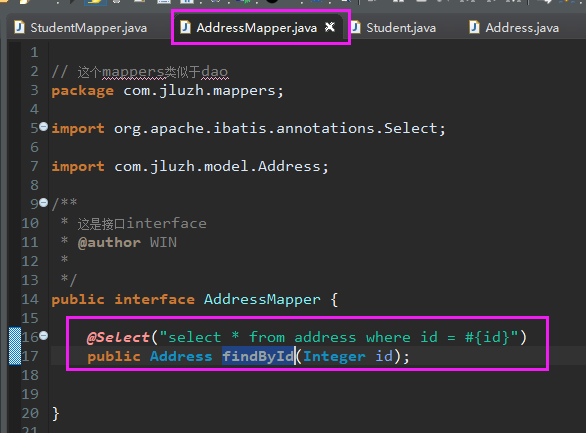 StudentMapper.java AddressMapper.java Student.java Address.java
1
2 // 这个mappers类似于dao
3 package com.jluzh.mappers;
4
5 import org.apache.ibatis.annotations.Select;
6
7 import com.jluzh.model.Address;
8
9 /**
10 * 这是接口interface
11 * @author WIN
12 *
13 */
14 public interface AddressMapper {
15
16 @Select("select * from address where id = #{id}")
17 public Address findById(Integer id);
18
19
20 }
21